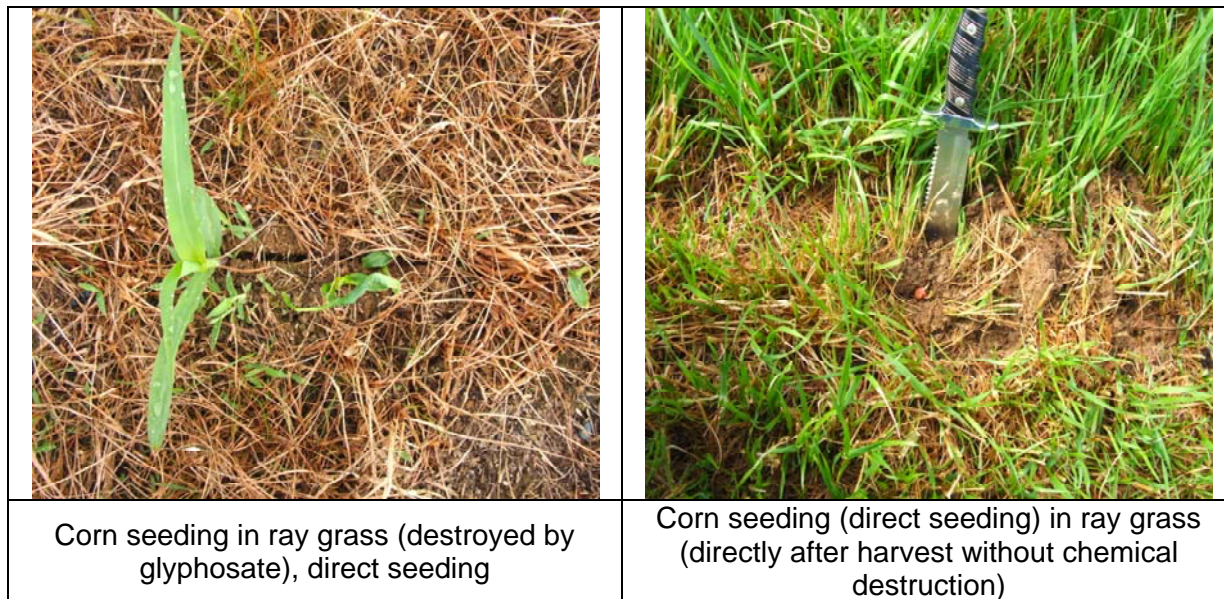 Corn seeding in ray grass (destroyed by
glyphosate), direct seeding
Corn seeding (direct seeding) in ray grass
(directly after harvest without chemical
destruction)